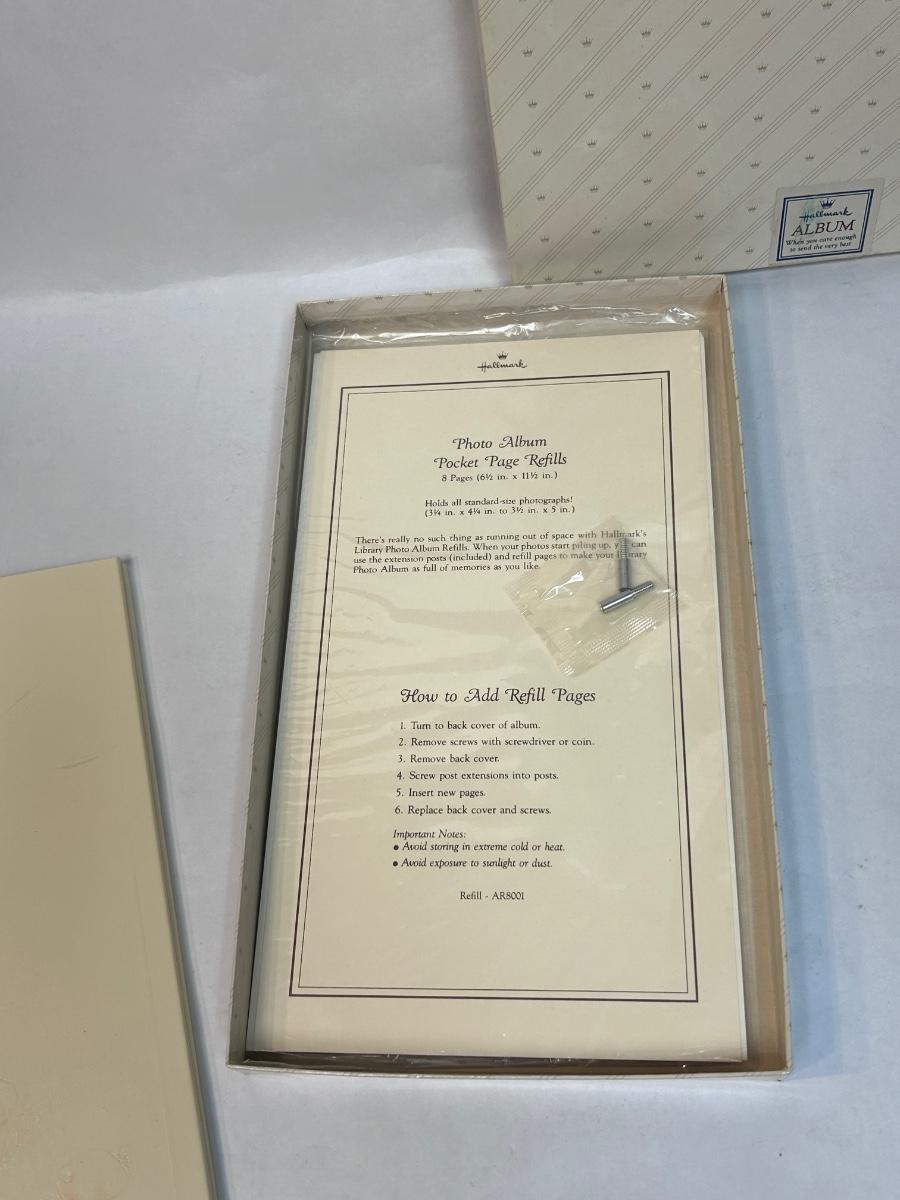 Hallmark
ALBUM
When you care enough
to send the very best
Hallmark
Photo Album
Pocket Page Refills
8 Pages (6½ in. x 11½ in.)
Holds all standard-size photographs!
(3¼ in. x 4¼ in. to 3½ in. x 5 in.)
There's really no such thing as running out of space with Hallmark's
Library Photo Album Refills. When your photos start piling up, you can
use the extension posts (included) and refill pages to make your Library
Photo Album as full of memories as you like.
How to Add Refill Pages
1. Turn to back cover of album.
2. Remove screws with screwdriver or coin.
3. Remove back cover.
4. Screw post extensions into posts.
5. Insert new pages.
6. Replace back cover and screws.
Important Notes:
• Avoid storing in extreme cold or heat.
• Avoid exposure to sunlight or dust.
Refill - AR8001